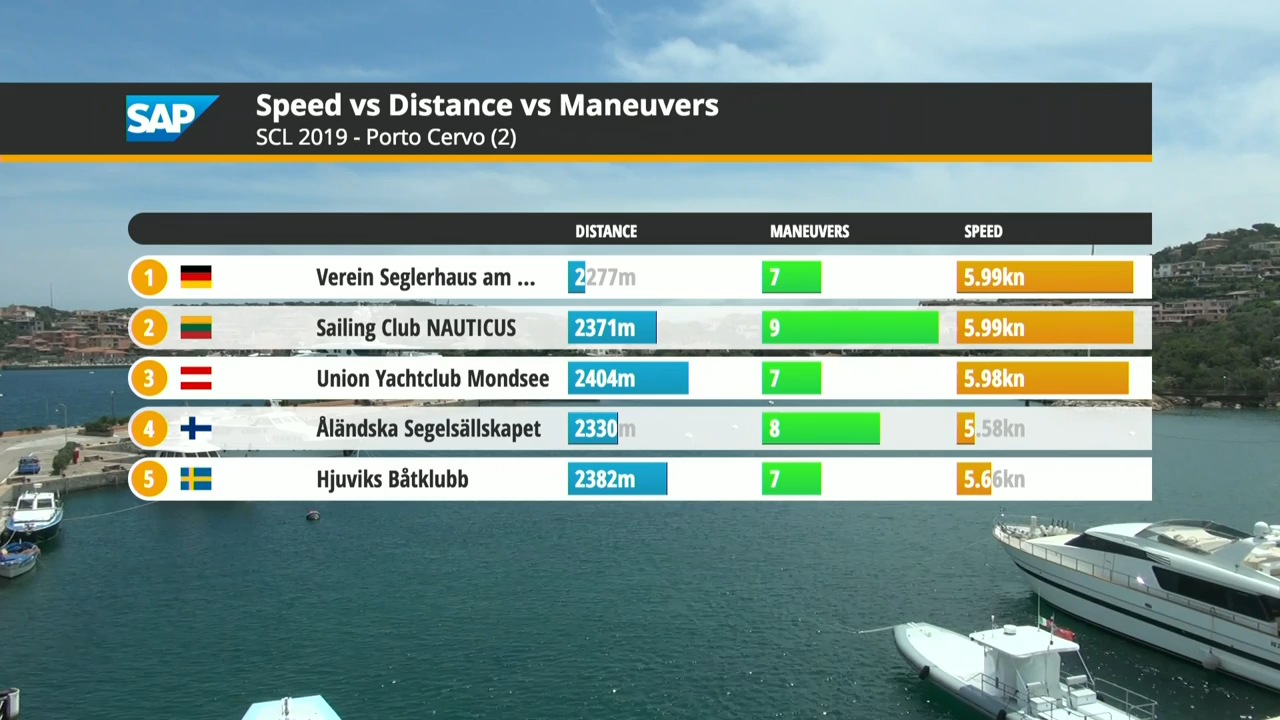 SAP
Speed vs Distance vs Maneuvers
SCL 2019 - Porto Cervo (2)
DISTANCE MANEUVERS SPEED
1 Verein Seglerhaus am ... 2277m 7 5.99kn
2 Sailing Club NAUTICUS 2371m 9 5.99kn
3 Union Yachtclub Mondsee 2404m 7 5.98kn
4 Åländska Segelsällskapet 2330m 8 5.58kn
5 Hjuviks Båtklubb 2382m 7 5.66kn